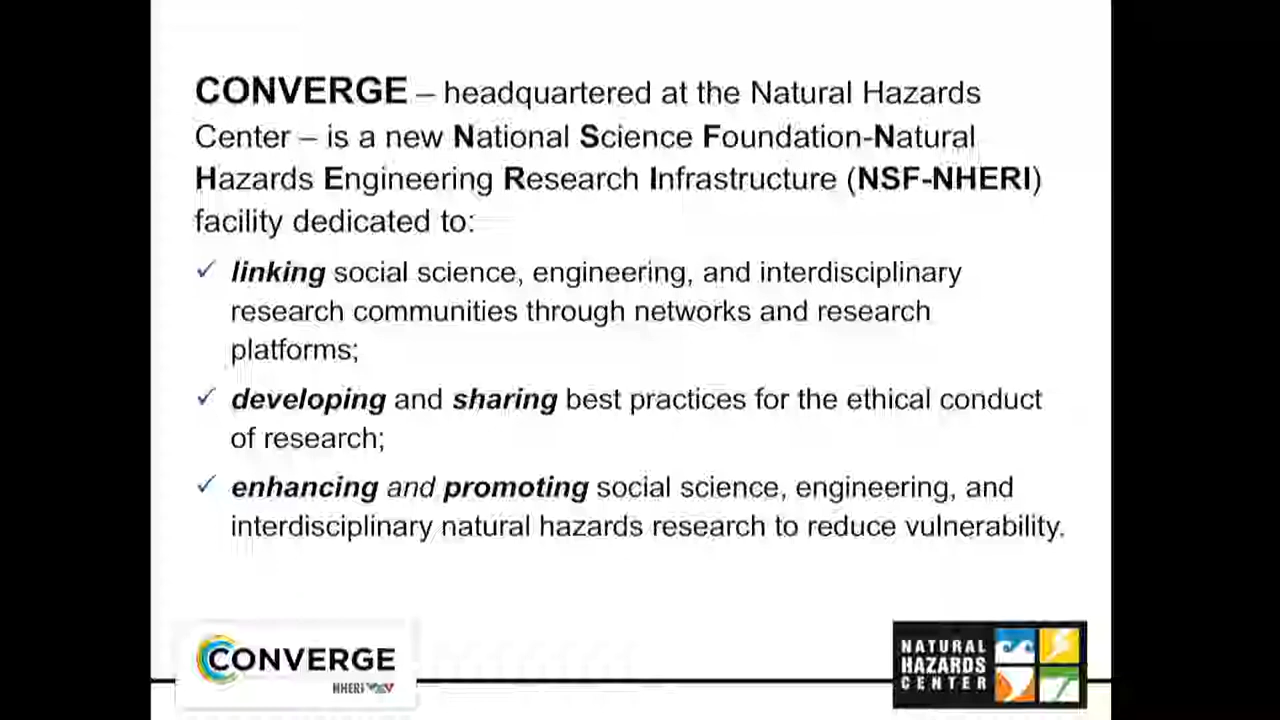 CONVERGE – headquartered at the Natural Hazards
Center – is a new National Science Foundation-Natural
Hazards Engineering Research Infrastructure (NSF-NHERI)
facility dedicated to:
✓ linking social science, engineering, and interdisciplinary
research communities through networks and research
platforms;
✓ developing and sharing best practices for the ethical conduct
of research;
✓ enhancing and promoting social science, engineering, and
interdisciplinary natural hazards research to reduce vulnerability.
CONVERGE
NHERI
NATURAL
HAZARDS
CENTER